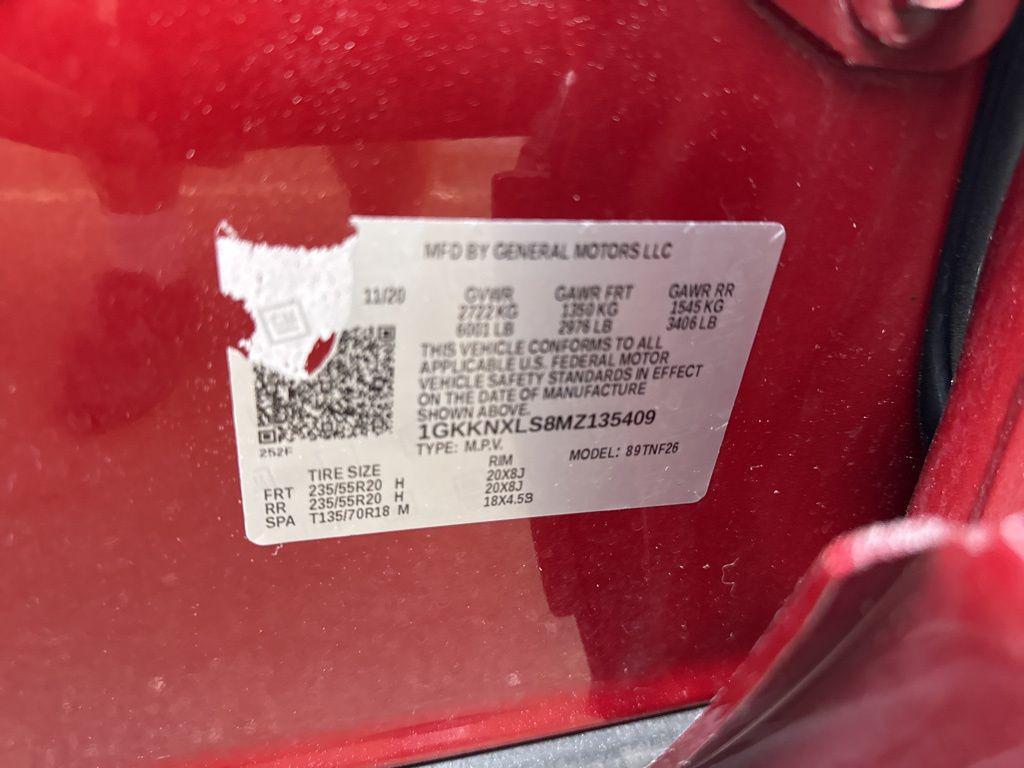 MFD BY GENERAL MOTORS LLC
11/20 GVWR GAWR FRT GAWR RR
2722 KG 1350 KG 1545 KG
6001 LB 2976 LB 3406 LB
THIS VEHICLE CONFORMS TO ALL
APPLICABLE U.S. FEDERAL MOTOR
VEHICLE SAFETY STANDARDS IN EFFECT
ON THE DATE OF MANUFACTURE
SHOWN ABOVE.
1GKKNXLS8MZ135409
TYPE: M.P.V. MODEL: 89TNF26
GM
252F
TIRE SIZE RIM
FRT 235/55R20 H 20X8J
RR 235/55R20 H 20X8J
SPA T135/70R18 M 18X4.5B